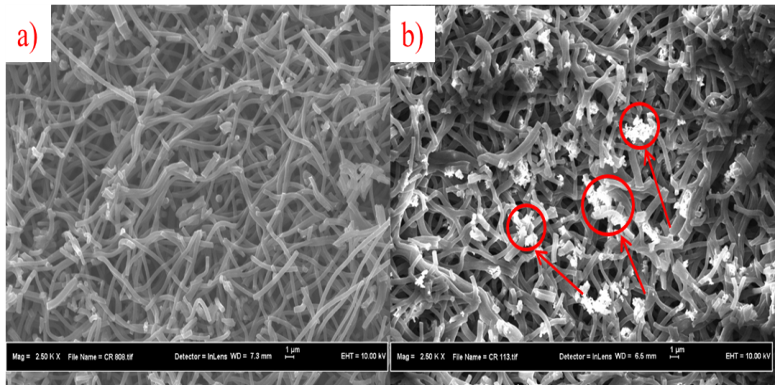 a)
b)
Mag = 2.50 K X File Name = CR 808.tif Detector = InLens WD = 7.3 mm 1 µm EHT = 10.00 kV
Mag = 2.50 K X File Name = CR 113.tif Detector = InLens WD = 6.6 mm 1 µm EHT = 10.00 kV